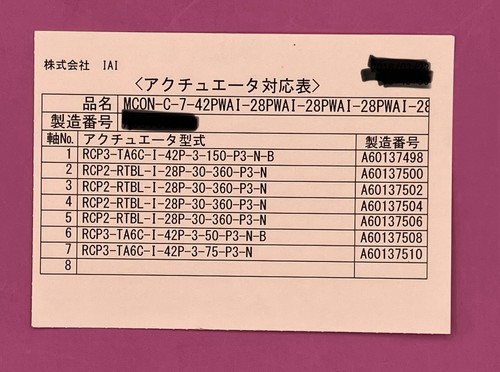 株式会社 IAI
<アクチュエータ対応表>
品名 MCON-C-7-42PWAI-28PWAI-28PWAI-28PWAI-28
製造番号
軸No. アクチュエータ型式 製造番号
1 RCP3-TA6C-I-42P-3-150-P3-N-B A60137498
2 RCP2-RTBL-I-28P-30-360-P3-N A60137500
3 RCP2-RTBL-I-28P-30-360-P3-N A60137502
4 RCP2-RTBL-I-28P-30-360-P3-N A60137504
5 RCP2-RTBL-I-28P-30-360-P3-N A60137506
6 RCP3-TA6C-I-42P-3-50-P3-N-B A60137508
7 RCP3-TA6C-I-42P-3-75-P3-N A60137510
8